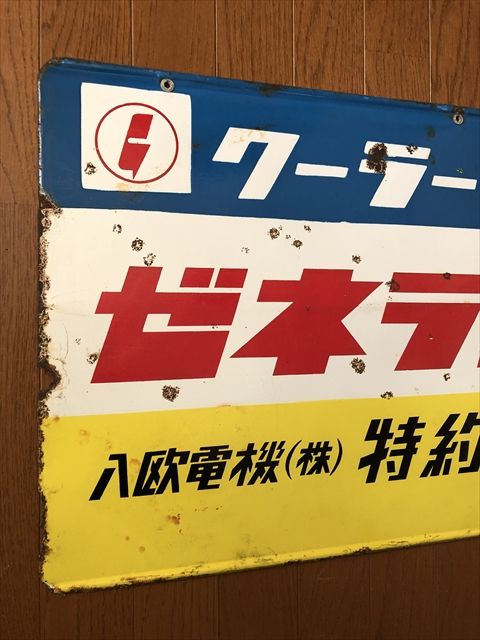 クーラー
ゼネラ
八欧電機(株) 特約